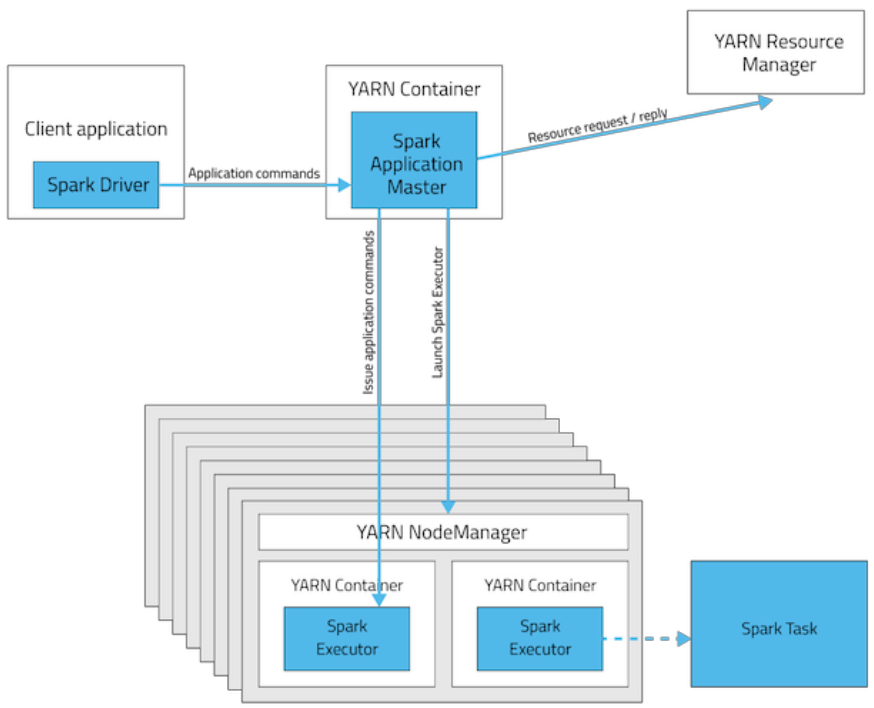 YARN Resource
Manager
YARN Container
Client application
Spark
Application
Master
Resource request / reply
Application commands
Spark Driver
Issue application commands
Launch Spark Executor
YARN NodeManager
YARN Container
YARN Container
Spark
Executor
Spark
Executor
Spark Task